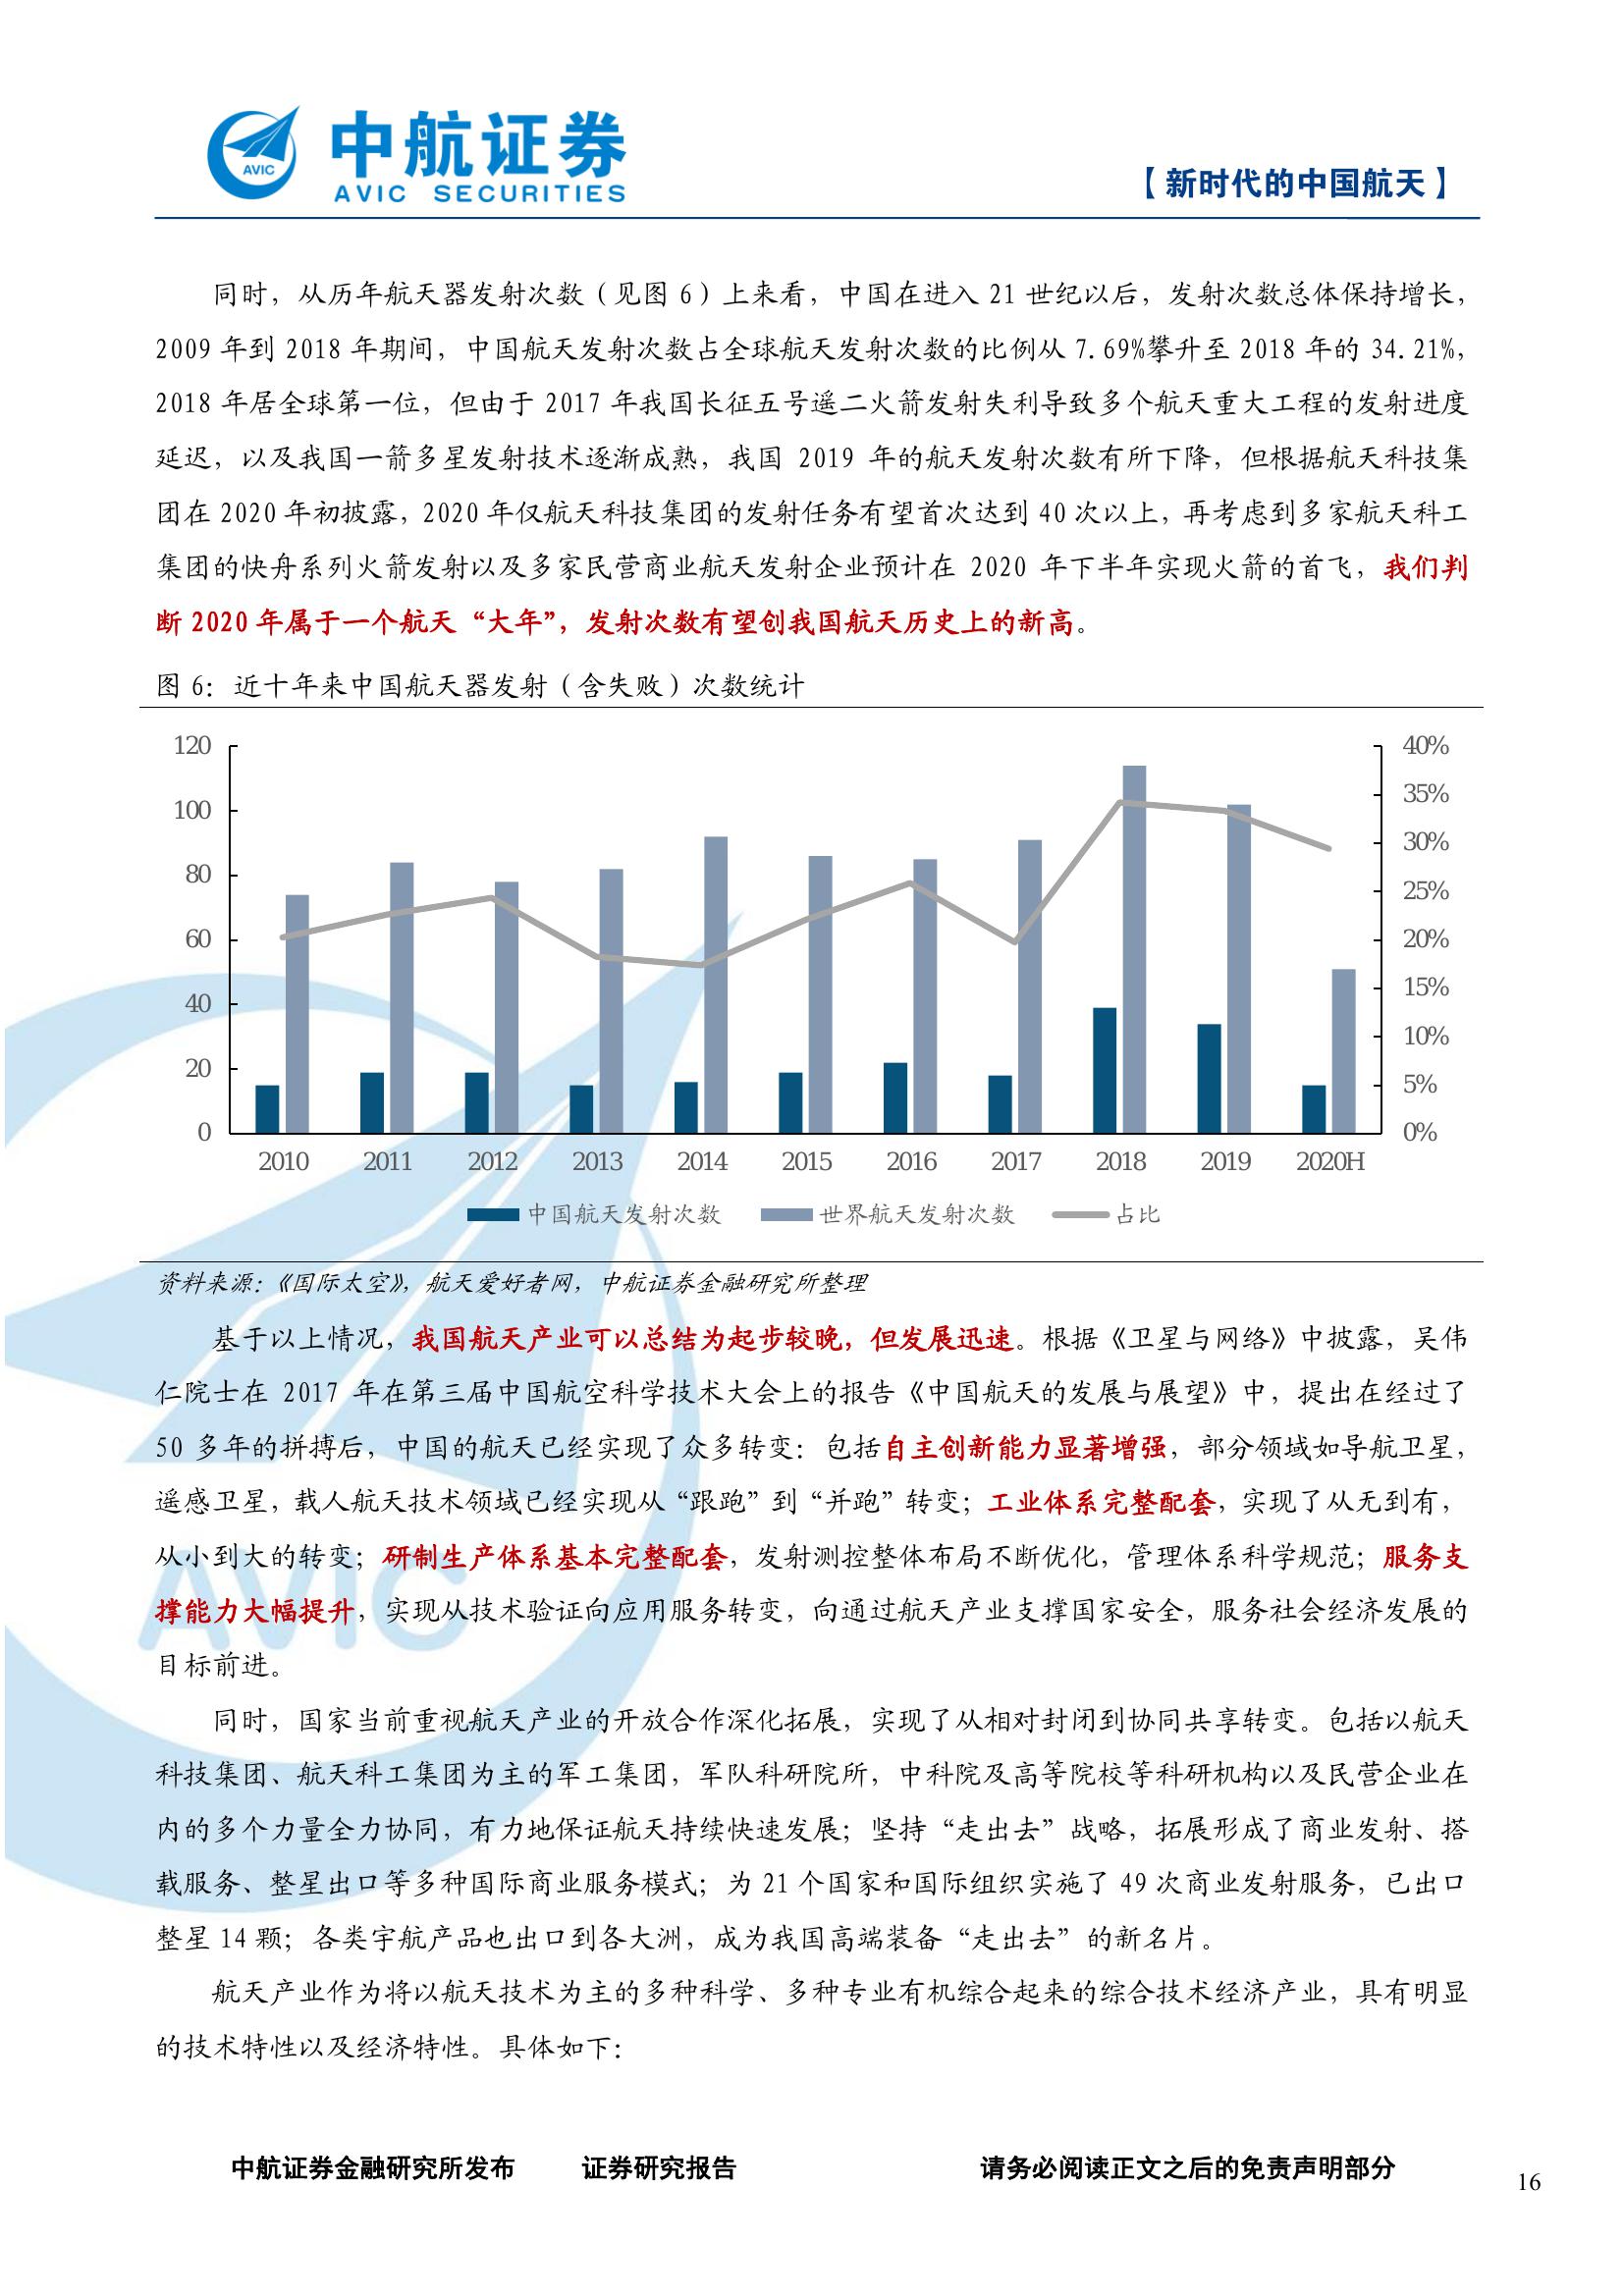 AVIC
中航证券
AVIC SECURITIES
【新时代的中国航天】
同时，从历年航天器发射次数（见图 6）上来看，中国在进入 21 世纪以后，发射次数总体保持增长，
2009 年到 2018 年期间，中国航天发射次数占全球航天发射次数的比例从 7.69%攀升至 2018 年的 34.21%，
2018 年居全球第一位，但由于 2017 年我国长征五号遥二火箭发射失利导致多个航天重大工程的发射进度
延迟，以及我国一箭多星发射技术逐渐成熟，我国 2019 年的航天发射次数有所下降，但根据航天科技集
团在 2020 年初披露，2020 年仅航天科技集团的发射任务有望首次达到 40 次以上，再考虑到多家航天科工
集团的快舟系列火箭发射以及多家民营商业航天发射企业预计在 2020 年下半年实现火箭的首飞，我们判
断 2020 年属于一个航天“大年”，发射次数有望创我国航天历史上的新高。
图 6：近十年来中国航天器发射（含失败）次数统计
120 40%
35%
100
30%
80 25%
60 20%
15%
40
10%
20 5%
0 0%
2010 2011 2012 2013 2014 2015 2016 2017 2018 2019 2020H
中国航天发射次数 世界航天发射次数 占比
资料来源：《国际太空》，航天爱好者网，中航证券金融研究所整理
基于以上情况，我国航天产业可以总结为起步较晚，但发展迅速。根据《卫星与网络》中披露，吴伟
仁院士在 2017 年在第三届中国航空科学技术大会上的报告《中国航天的发展与展望》中，提出在经过了
50 多年的拼搏后，中国的航天已经实现了众多转变：包括自主创新能力显著增强，部分领域如导航卫星，
遥感卫星，载人航天技术领域已经实现从“跟跑”到“并跑”转变；工业体系完整配套，实现了从无到有，
从小到大的转变；研制生产体系基本完整配套，发射测控整体布局不断优化，管理体系科学规范；服务支
撑能力大幅提升，实现从技术验证向应用服务转变，向通过航天产业支撑国家安全，服务社会经济发展的
目标前进。
同时，国家当前重视航天产业的开放合作深化拓展，实现了从相对封闭到协同共享转变。包括以航天
科技集团、航天科工集团为主的军工集团，军队科研院所，中科院及高等院校等科研机构以及民营企业在
内的多个力量全力协同，有力地保证航天持续快速发展；坚持“走出去”战略，拓展形成了商业发射、搭
载服务、整星出口等多种国际商业服务模式；为 21 个国家和国际组织实施了 49 次商业发射服务，已出口
整星 14 颗；各类宇航产品也出口到各大洲，成为我国高端装备“走出去”的新名片。
航天产业作为将以航天技术为主的多种科学、多种专业有机综合起来的综合技术经济产业，具有明显
的技术特性以及经济特性。具体如下：
AVIC
中航证券金融研究所发布 证券研究报告 请务必阅读正文之后的免责声明部分
16